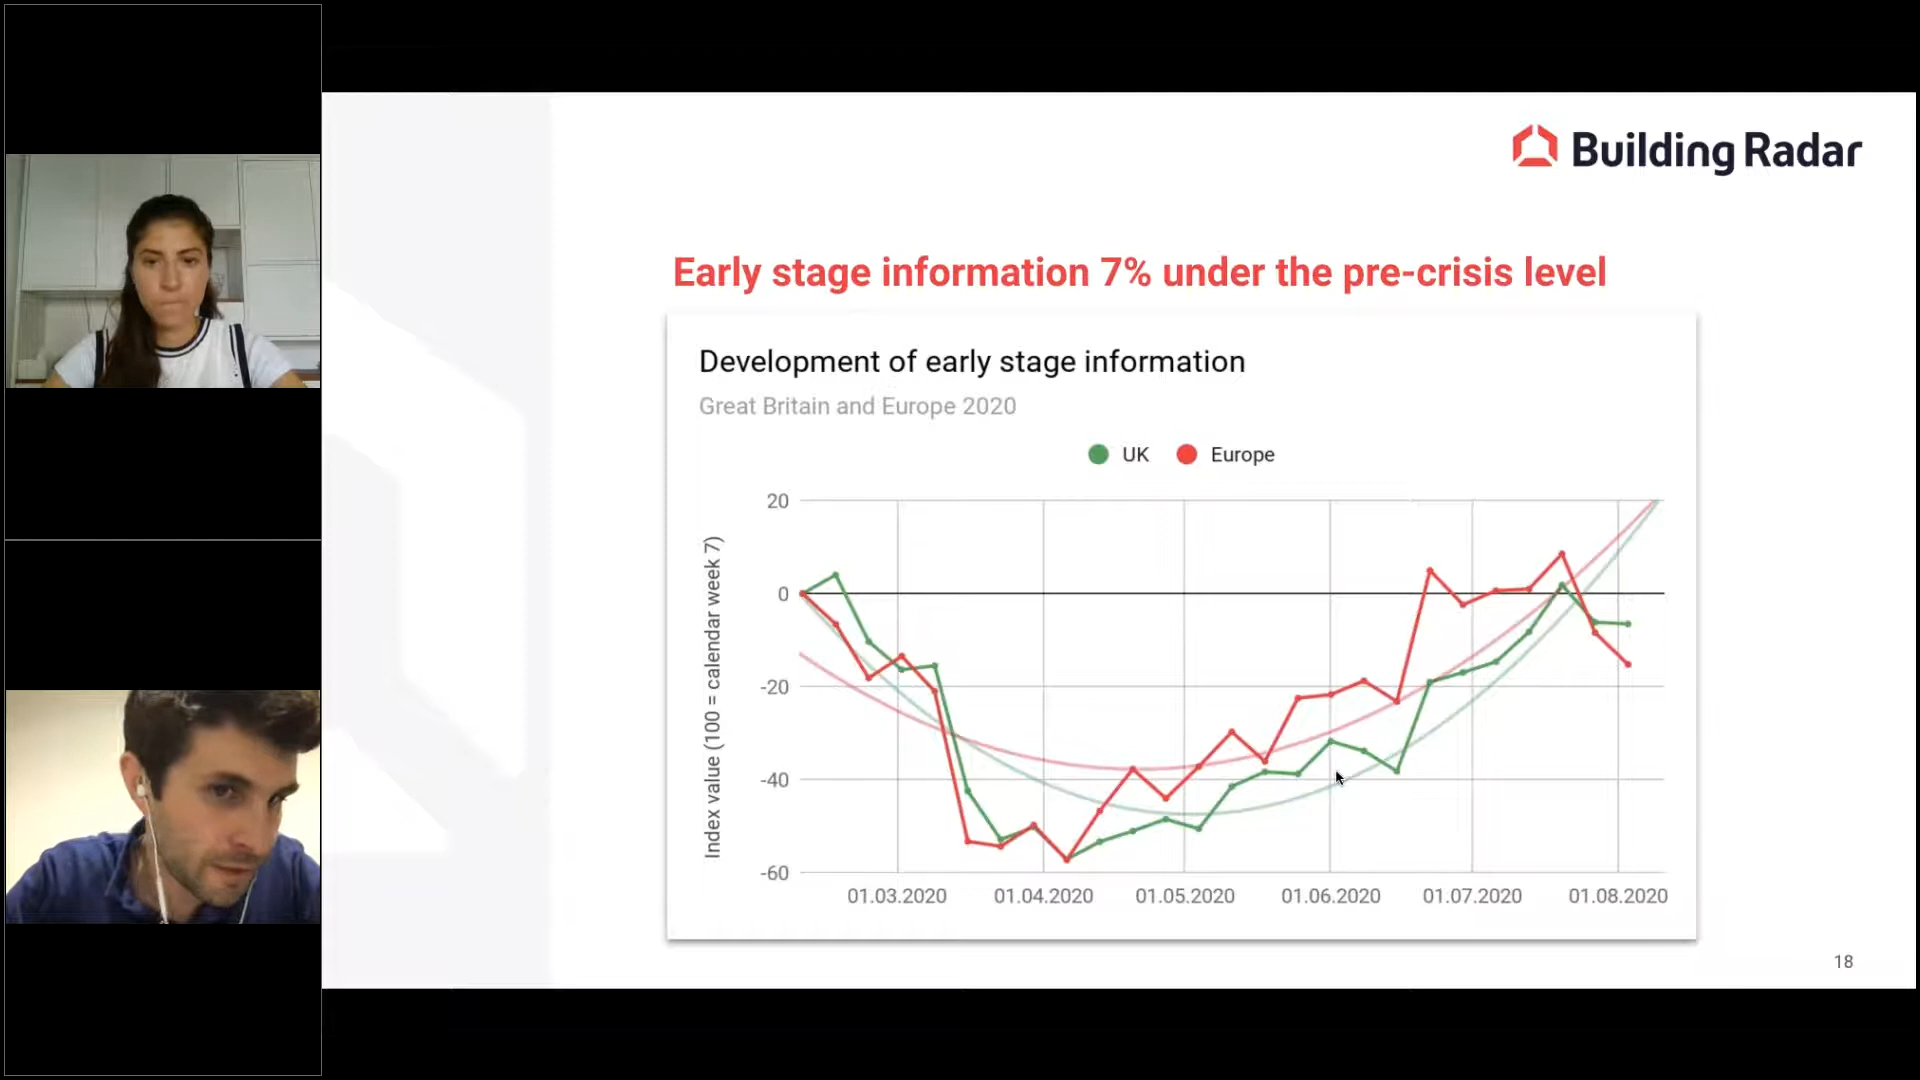 Building Radar
Early stage information 7% under the pre-crisis level
Development of early stage information
Great Britain and Europe 2020
UK Europe
Index value (100 = calendar week 7)
20
0
-20
-40
-60
01.03.2020 01.04.2020 01.05.2020 01.06.2020 01.07.2020 01.08.2020
18